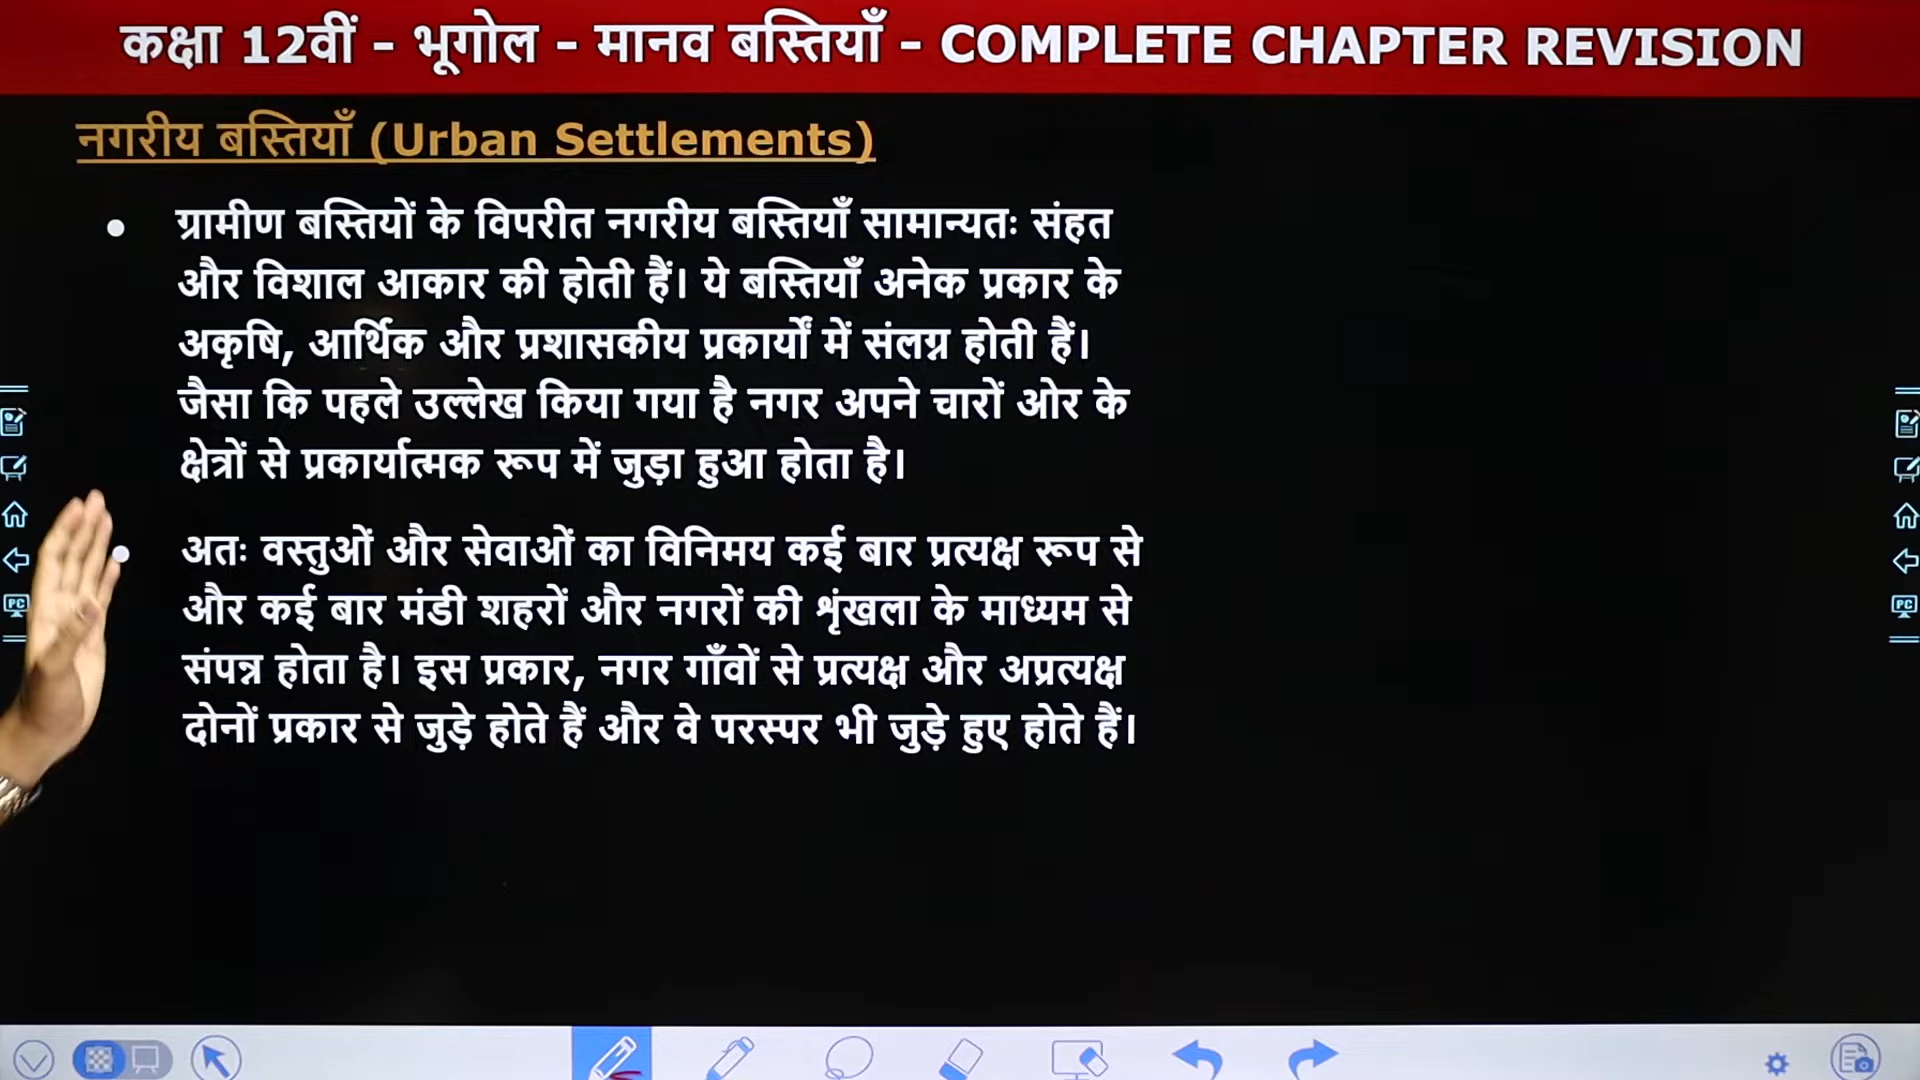 कक्षा 12वीं - भूगोल - मानव बस्तियाँ - COMPLETE CHAPTER REVISION
नगरीय बस्तियाँ (Urban Settlements)
• ग्रामीण बस्तियों के विपरीत नगरीय बस्तियाँ सामान्यतः संहत
और विशाल आकार की होती हैं। ये बस्तियाँ अनेक प्रकार के
अकृषि, आर्थिक और प्रशासकीय प्रकार्यों में संलग्न होती हैं।
जैसा कि पहले उल्लेख किया गया है नगर अपने चारों ओर के
क्षेत्रों से प्रकार्यात्मक रूप में जुड़ा हुआ होता है।
• अतः वस्तुओं और सेवाओं का विनिमय कई बार प्रत्यक्ष रूप से
और कई बार मंडी शहरों और नगरों की शृंखला के माध्यम से
संपन्न होता है। इस प्रकार, नगर गाँवों से प्रत्यक्ष और अप्रत्यक्ष
दोनों प्रकार से जुड़े होते हैं और वे परस्पर भी जुड़े हुए होते हैं।
PC
PC